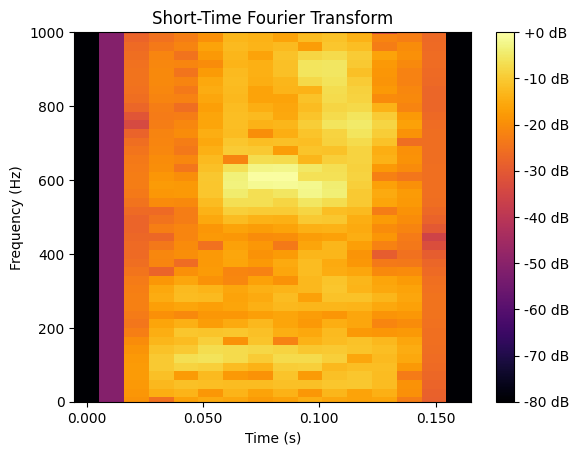 Short-Time Fourier Transform
1000
800
600
400
200
0
Frequency (Hz)
0.000
0.050
0.100
0.150
Time (s)
+0 dB
-10 dB
-20 dB
-30 dB
-40 dB
-50 dB
-60 dB
-70 dB
-80 dB